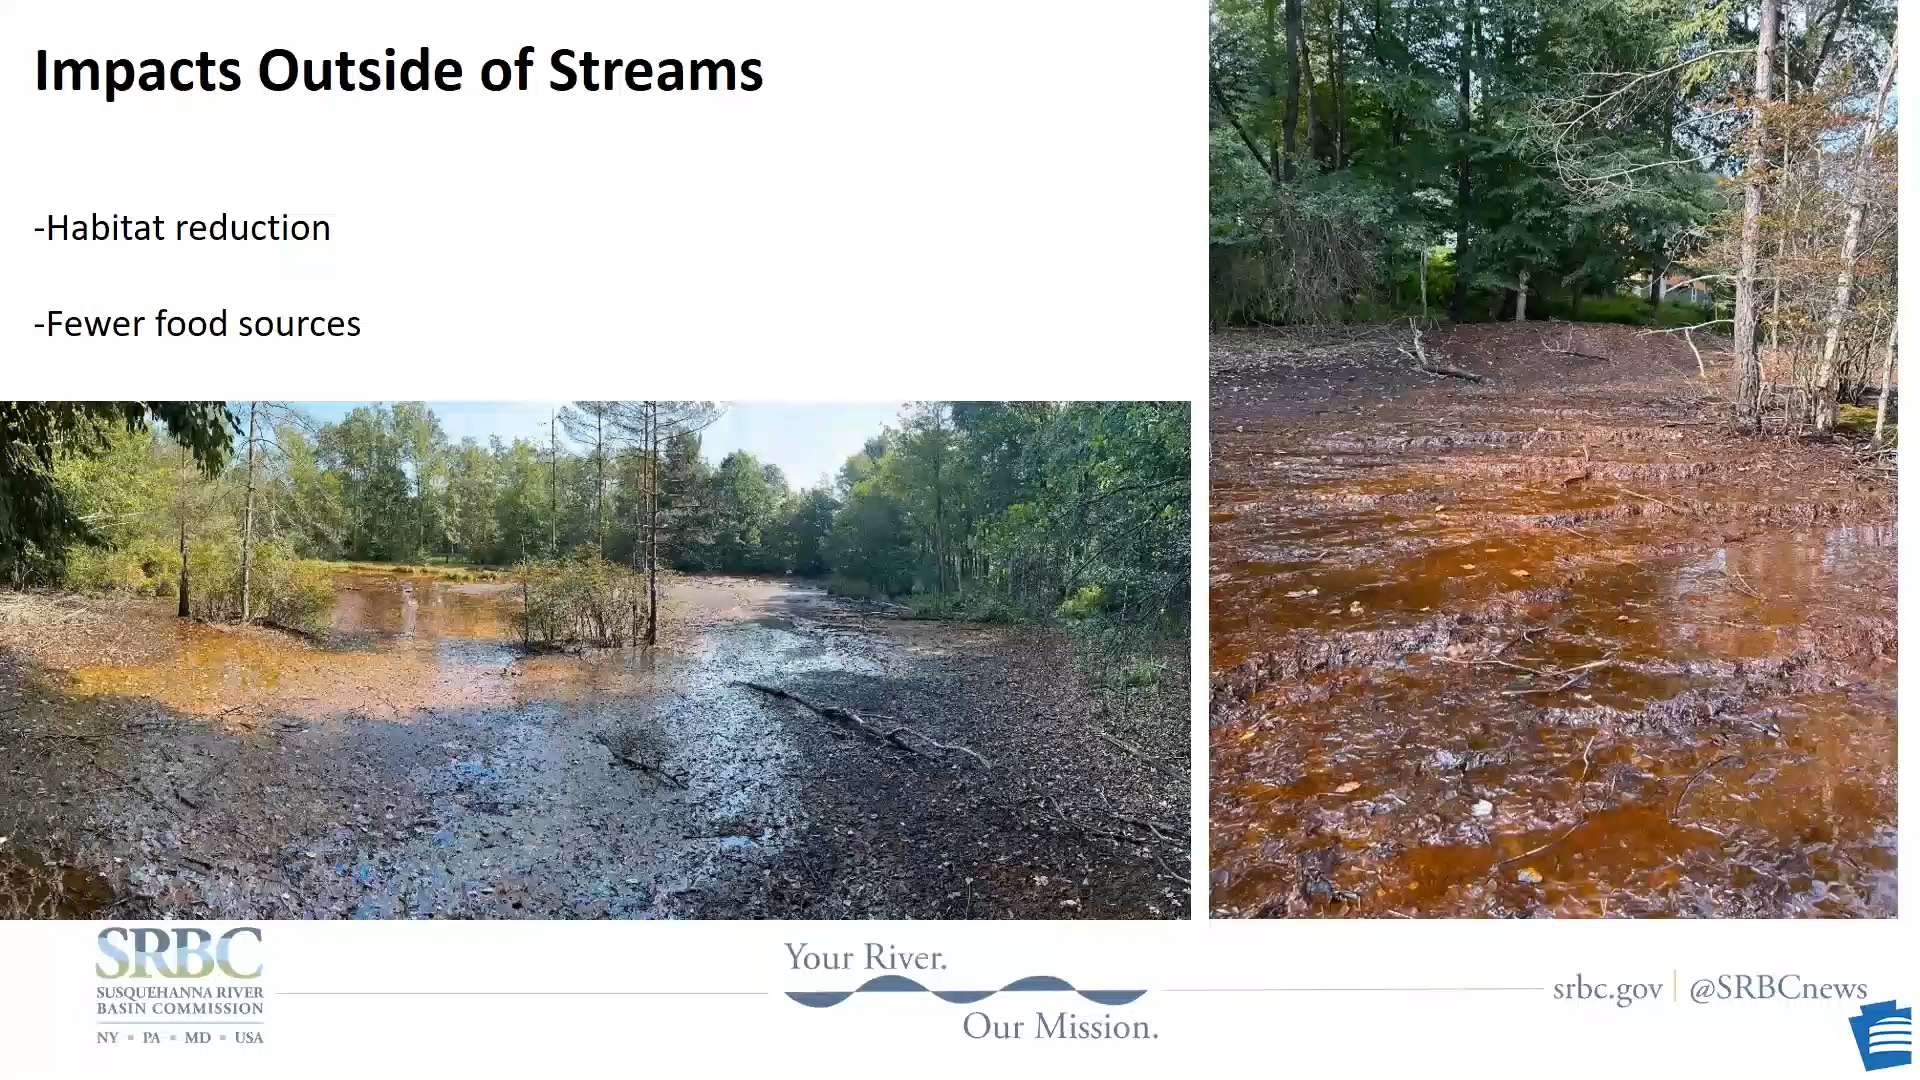 Impacts Outside of Streams
-Habitat reduction
-Fewer food sources
SRBC
SUSQUEHANNA RIVER
BASIN COMMISSION
NY ▪ PA ▪ MD ▪ USA
Your River.
Our Mission.
srbc.gov | @SRBCnews